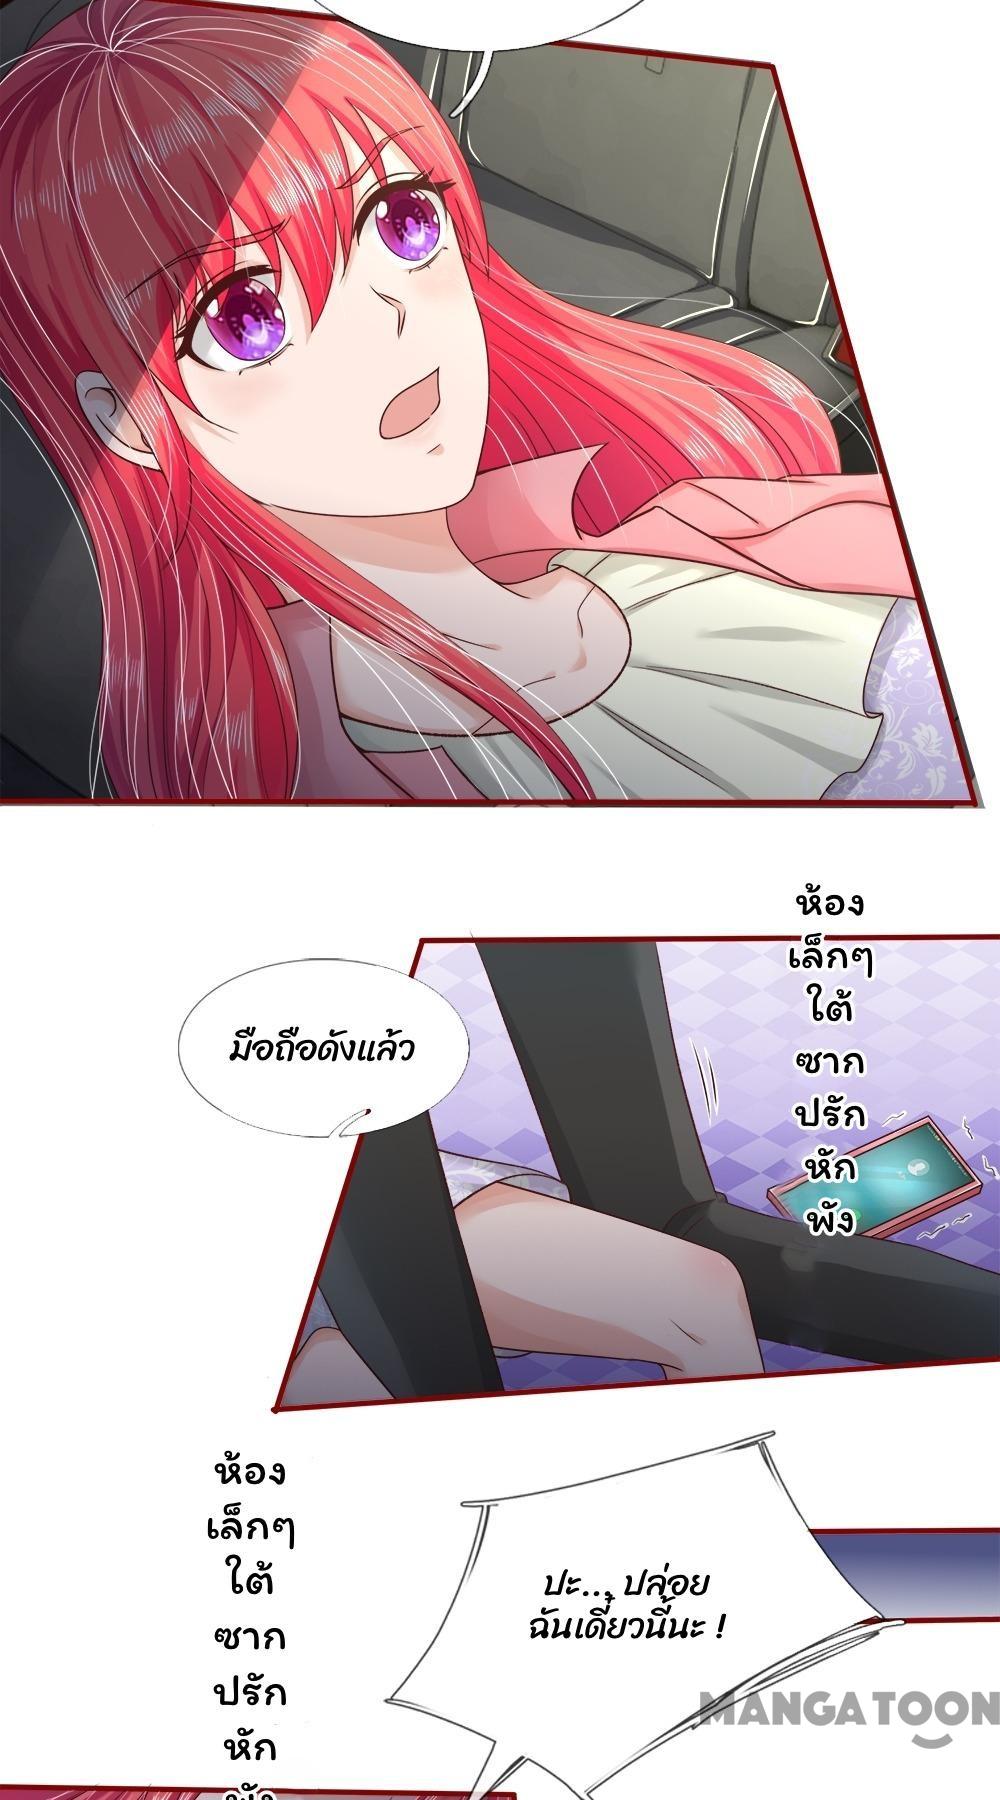 ห้อง
เล็กๆ
ใต้
ซาก
ปรัก
หัก
พัง
มือถือดังแล้ว
ห้อง
เล็กๆ
ใต้
ซาก
ปรัก
หัก
พัง
ปะ... ปล่อย
ฉันเดี๋ยวนี้นะ !
MANGATOON